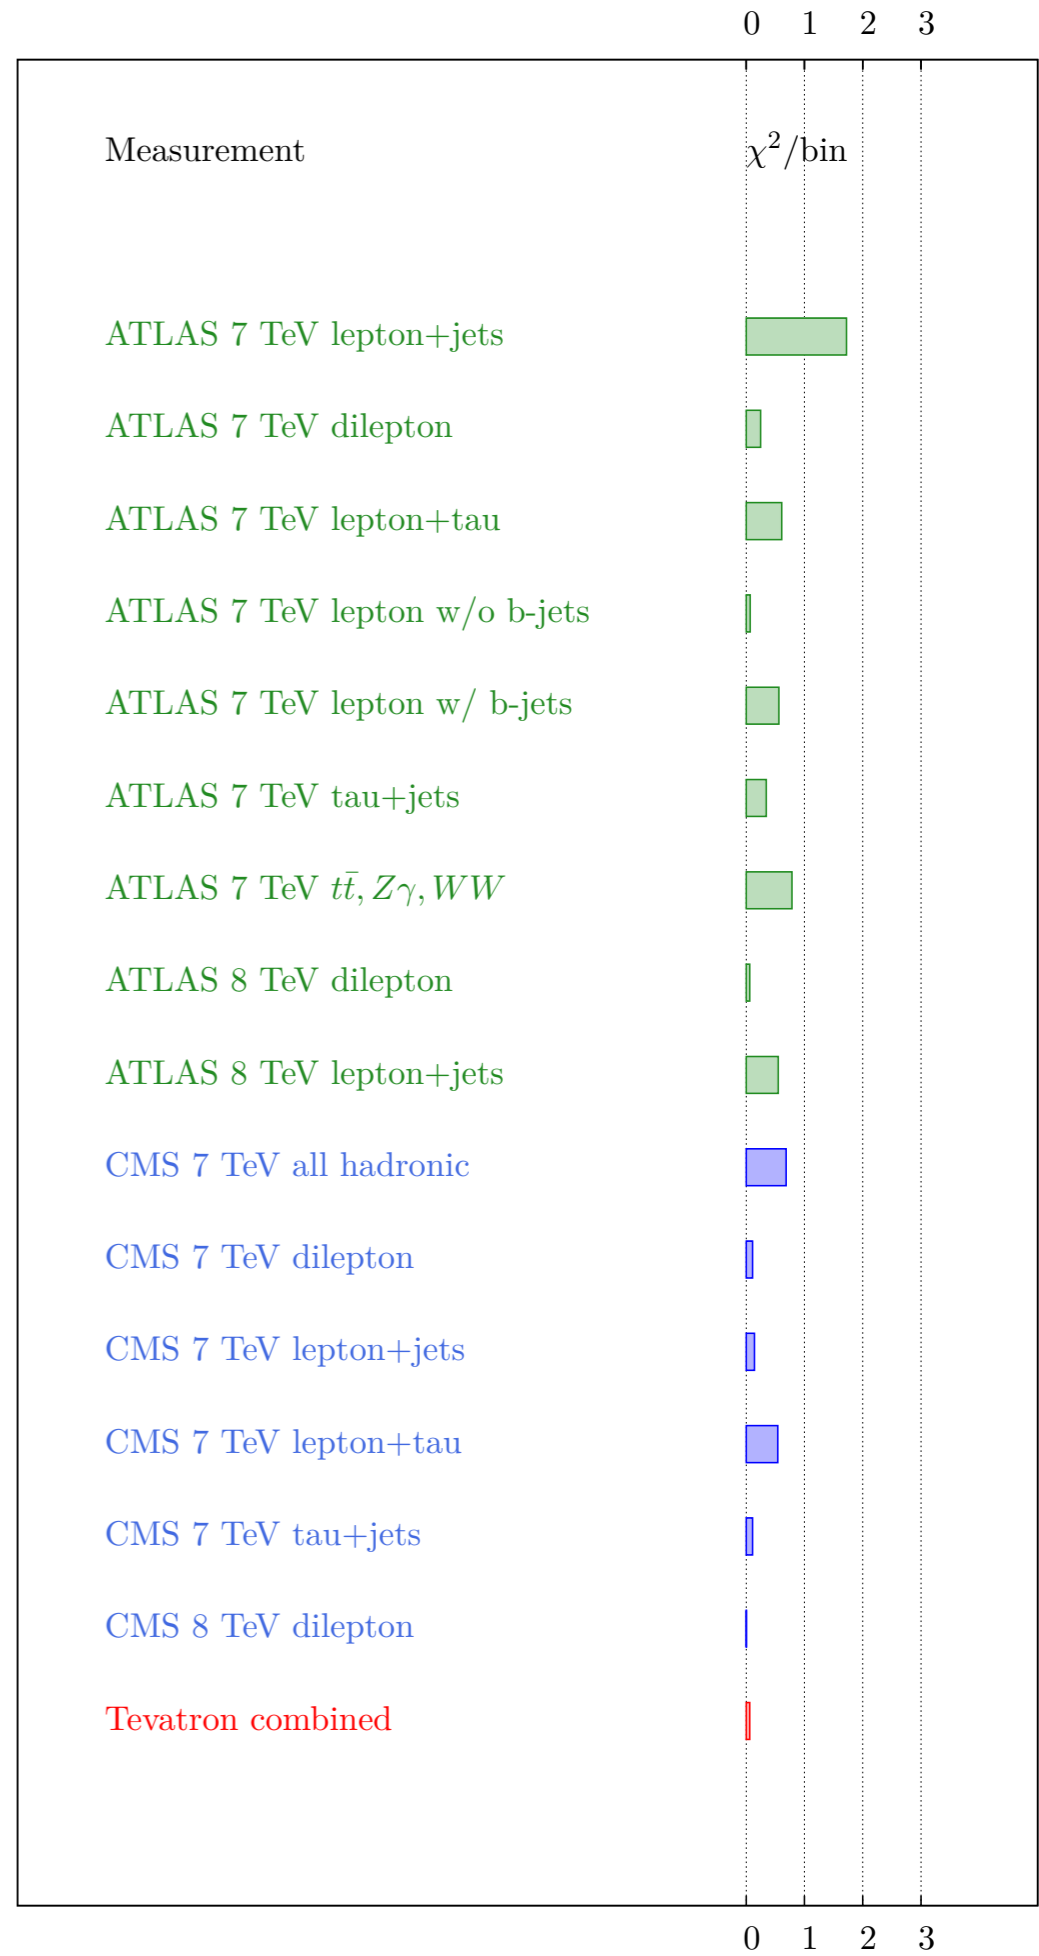 0 1 2 3
Measurement χ²/bin
ATLAS 7 TeV lepton+jets
ATLAS 7 TeV dilepton
ATLAS 7 TeV lepton+tau
ATLAS 7 TeV lepton w/o b-jets
ATLAS 7 TeV lepton w/ b-jets
ATLAS 7 TeV tau+jets
ATLAS 7 TeV tt̄, Zγ, WW
ATLAS 8 TeV dilepton
ATLAS 8 TeV lepton+jets
CMS 7 TeV all hadronic
CMS 7 TeV dilepton
CMS 7 TeV lepton+jets
CMS 7 TeV lepton+tau
CMS 7 TeV tau+jets
CMS 8 TeV dilepton
Tevatron combined
0 1 2 3